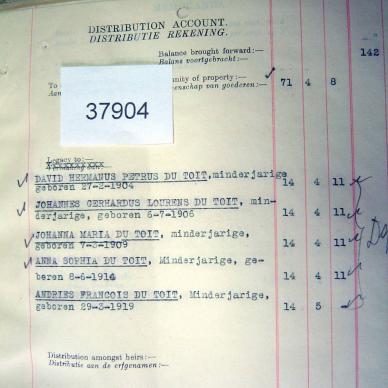 DISTRIBUTION ACCOUNT.
DISTRIBUTIE REKENING.
Balance brought forward:— 142
Balans voortgebracht:—
To unity of property:— 71 4 8
Aan eenschap van goederen:—
37904
Legacy to:—
DAVID HERMANUS PETRUS DU TOIT, minderjarige
geboren 27-2-1904 14 4 11
JOHANNES GERHARDUS LOURENS DU TOIT, min-
derjarige, geboren 6-7-1906 14 4 11
JOHANNA MARIA DU TOIT, minderjarige,
geboren 7-3-1909 14 4 11
ANNA SOPHIA DU TOIT, Minderjarige, ge-
beren 8-6-1914 14 4 11
ANDRIES FRANCOIS DU TOIT, Minderjarige,
geboren 29-3-1919 14 5 -
Distribution amongst heirs:—
Distributie aan de erfgenamen:—